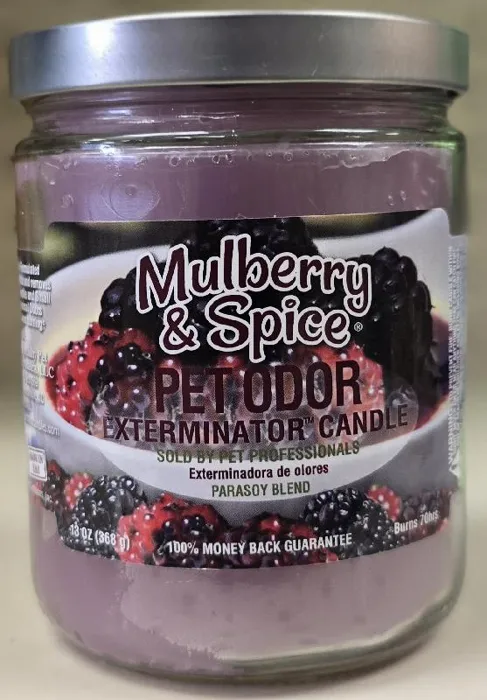 Mulberry
& Spice®
PET ODOR
EXTERMINATOR™ CANDLE
SOLD BY PET PROFESSIONALS
Exterminadora de olores
PARASOY BLEND
13 OZ (368 g)
100% MONEY BACK GUARANTEE
Burns 70hrs